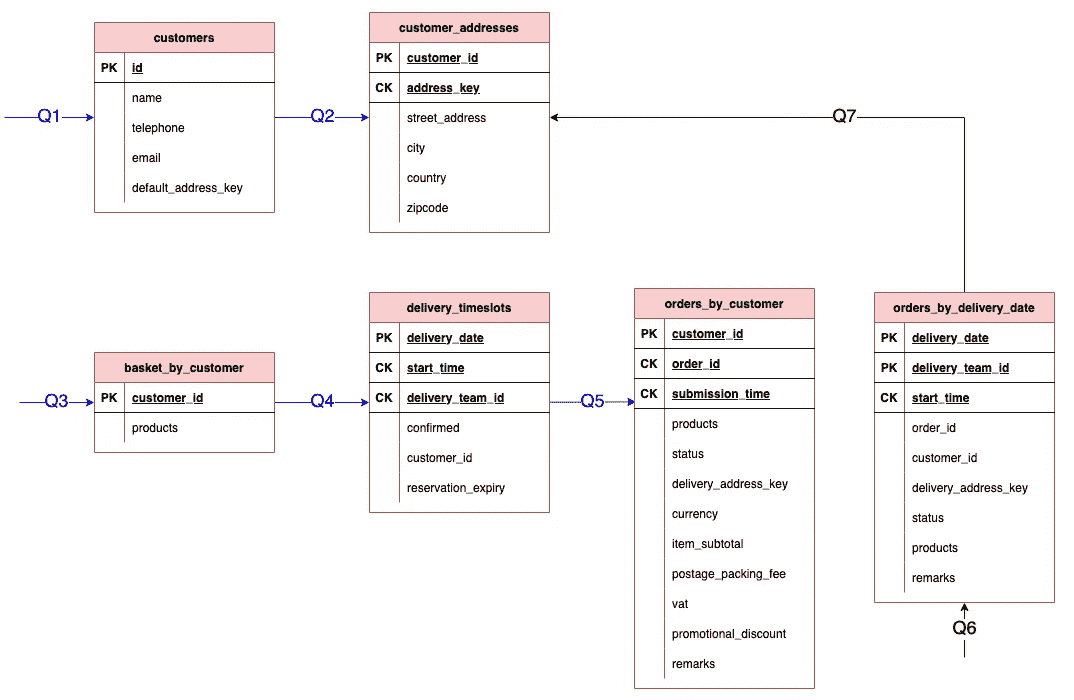 customers
PK id
name
telephone
email
default_address_key
Q1
Q2
customer_addresses
PK customer_id
CK address_key
street_address
city
country
zipcode
Q7
basket_by_customer
PK customer_id
products
Q3
Q4
delivery_timeslots
PK delivery_date
CK start_time
CK delivery_team_id
confirmed
customer_id
reservation_expiry
Q5
orders_by_customer
PK customer_id
CK order_id
CK submission_time
products
status
delivery_address_key
currency
item_subtotal
postage_packing_fee
vat
promotional_discount
remarks
orders_by_delivery_date
PK delivery_date
PK delivery_team_id
CK start_time
order_id
customer_id
delivery_address_key
status
products
remarks
Q6